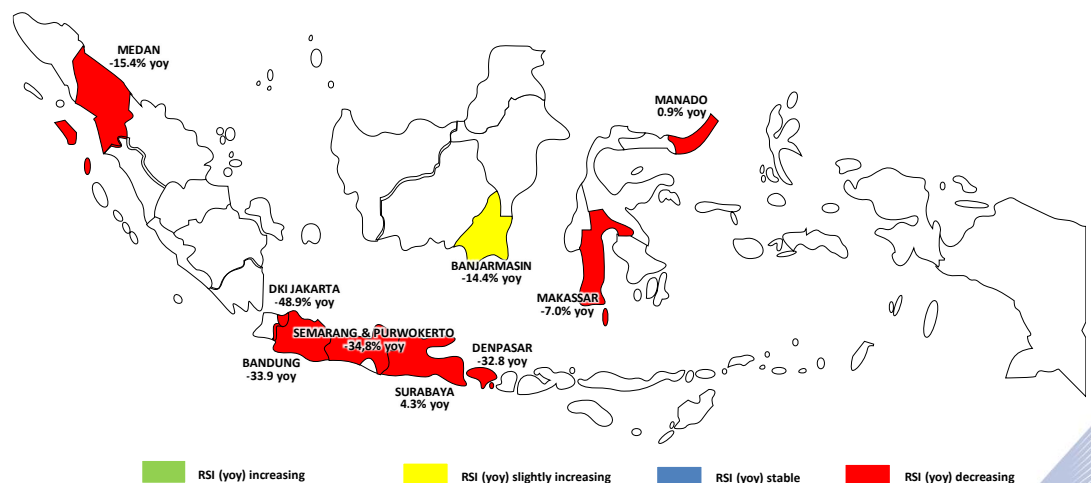 MEDAN
-15.4% yoy
MANADO
0.9% yoy
BANJARMASIN
-14.4% yoy
MAKASSAR
-7.0% yoy
DKI JAKARTA
-48.9% yoy
SEMARANG & PURWOKERTO
-34,8% yoy
BANDUNG
-33.9 yoy
DENPASAR
-32.8 yoy
SURABAYA
4.3% yoy
RSI (yoy) increasing
RSI (yoy) slightly increasing
RSI (yoy) stable
RSI (yoy) decreasing